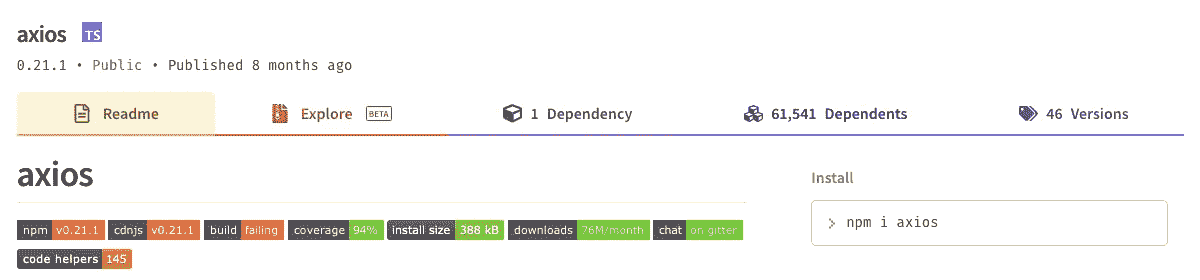 axios TS
0.21.1 • Public • Published 8 months ago
Readme Explore BETA 1 Dependency 61,541 Dependents 46 Versions
axios
Install
npm v0.21.1 cdnjs v0.21.1 build failing coverage 94% install size 388 kB downloads 76M/month chat on gitter
> npm i axios
code helpers 145